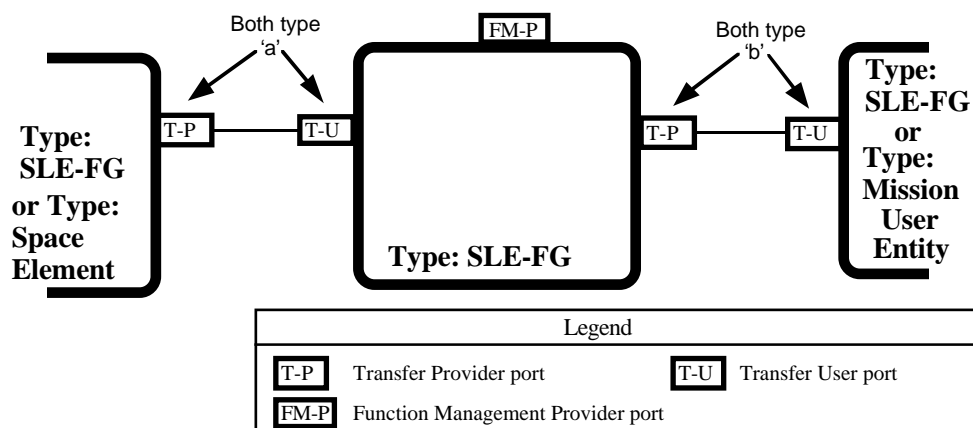 Both type
‘a’
FM-P
Both type
‘b’
T-P
T-U
T-P
T-U
Type:
SLE-FG
or Type:
Space
Element
Type: SLE-FG
Type:
SLE-FG
or
Type:
Mission
User
Entity
Legend
T-P Transfer Provider port
T-U Transfer User port
FM-P Function Management Provider port